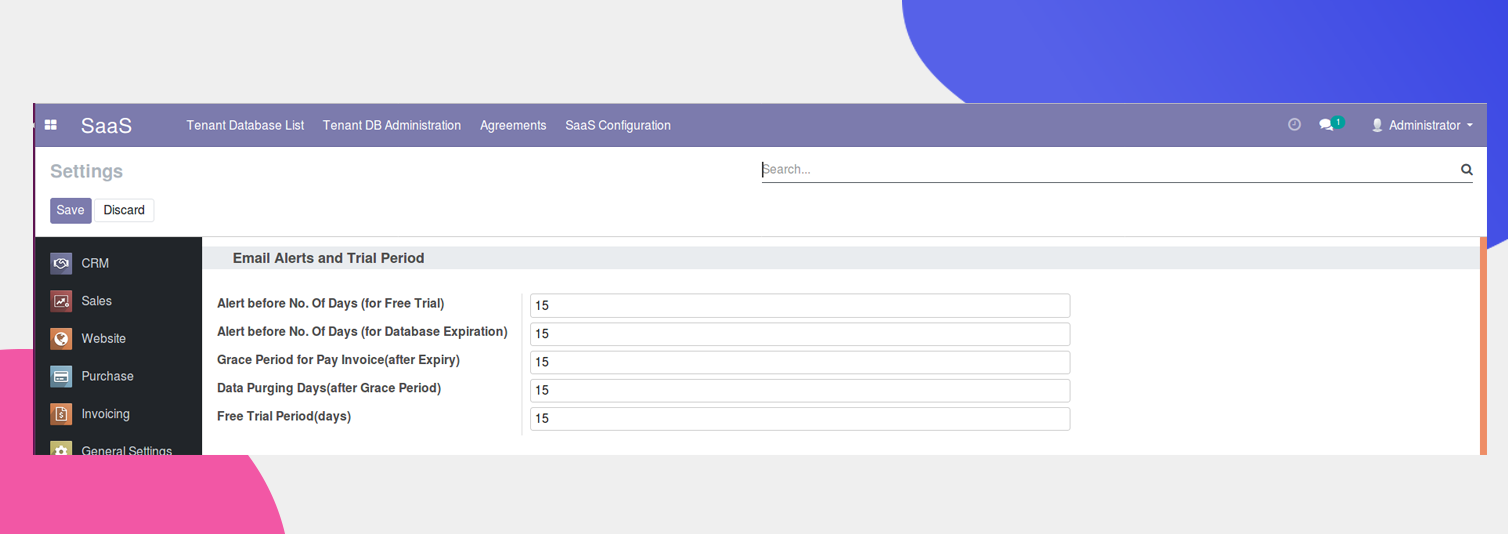 SaaS Tenant Database List Tenant DB Administration Agreements SaaS Configuration 1 Administrator
Settings Search...
Save Discard
CRM
Sales
Website
Purchase
Invoicing
General Settings
Email Alerts and Trial Period
Alert before No. Of Days (for Free Trial) 15
Alert before No. Of Days (for Database Expiration) 15
Grace Period for Pay Invoice(after Expiry) 15
Data Purging Days(after Grace Period) 15
Free Trial Period(days) 15